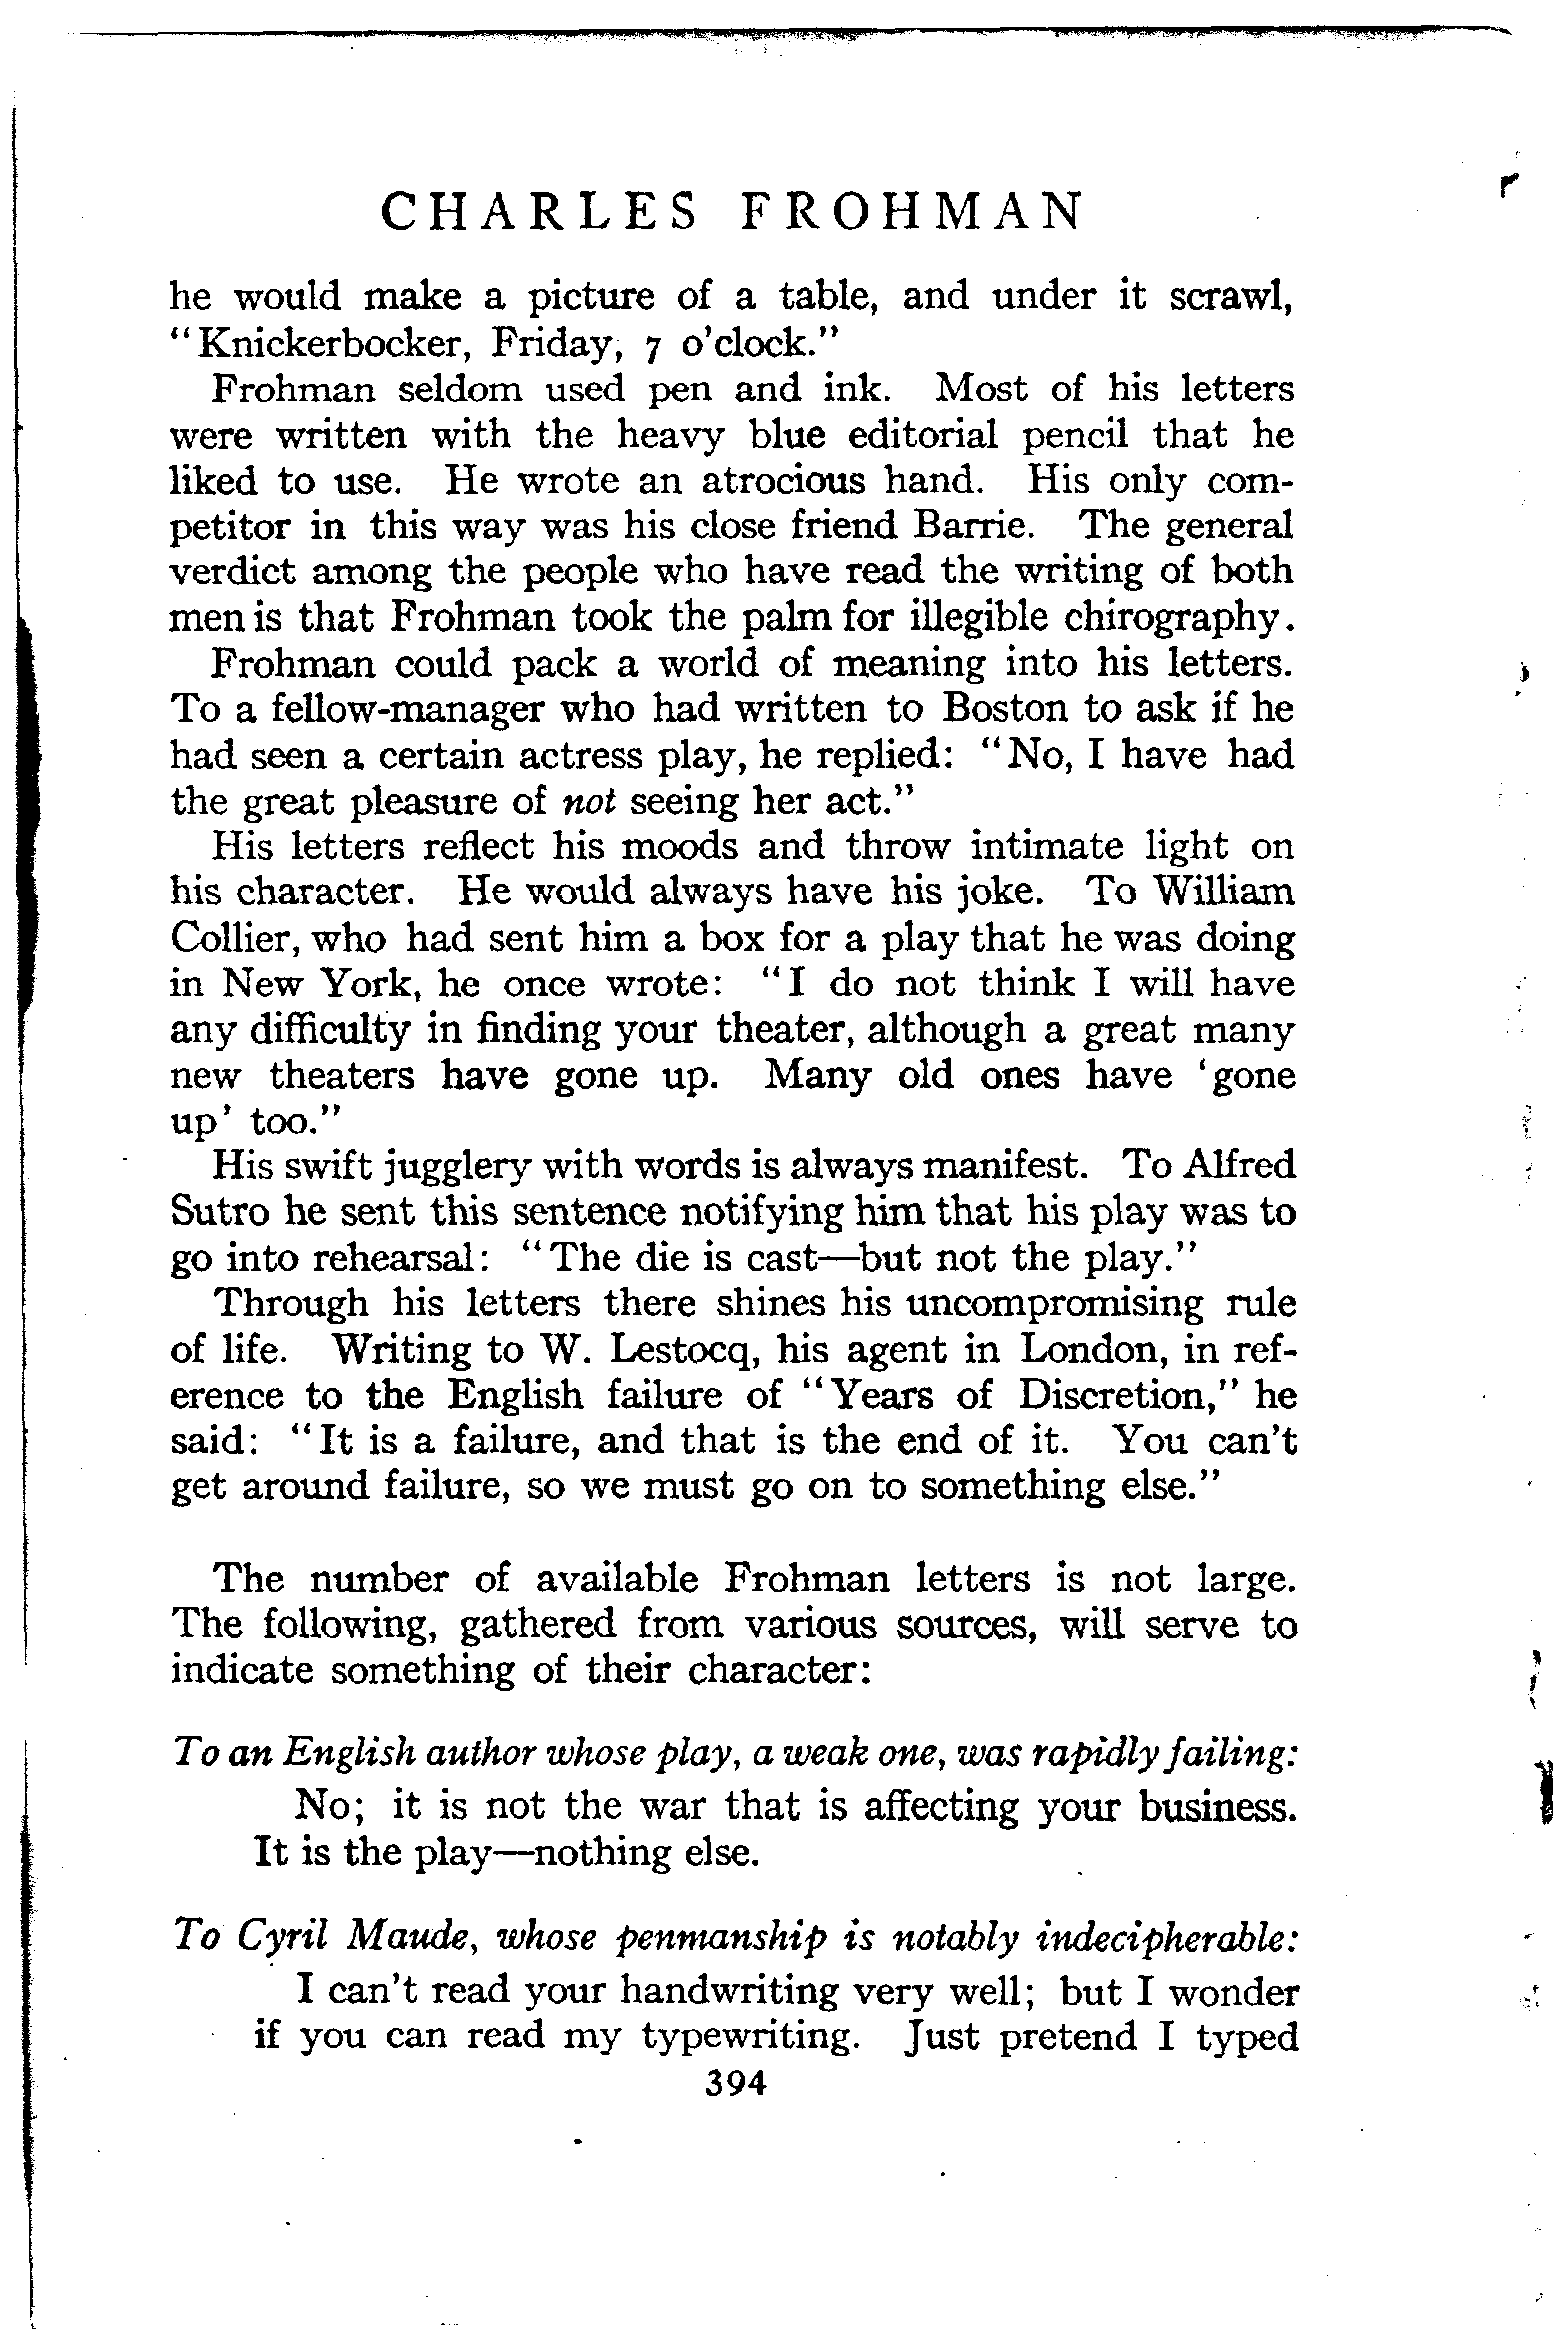 CHARLES FROHMAN
he would make a picture of a table, and under it scrawl,
"Knickerbocker, Friday, 7 o'clock."
Frohman seldom used pen and ink. Most of his letters
were written with the heavy blue editorial pencil that he
liked to use. He wrote an atrocious hand. His only com-
petitor in this way was his close friend Barrie. The general
verdict among the people who have read the writing of both
men is that Frohman took the palm for illegible chirography.
Frohman could pack a world of meaning into his letters.
To a fellow-manager who had written to Boston to ask if he
had seen a certain actress play, he replied: "No, I have had
the great pleasure of not seeing her act."
His letters reflect his moods and throw intimate light on
his character. He would always have his joke. To William
Collier, who had sent him a box for a play that he was doing
in New York, he once wrote: "I do not think I will have
any difficulty in finding your theater, although a great many
new theaters have gone up. Many old ones have 'gone
up' too."
His swift jugglery with words is always manifest. To Alfred
Sutro he sent this sentence notifying him that his play was to
go into rehearsal: "The die is cast—but not the play."
Through his letters there shines his uncompromising rule
of life. Writing to W. Lestocq, his agent in London, in ref-
erence to the English failure of "Years of Discretion," he
said: "It is a failure, and that is the end of it. You can't
get around failure, so we must go on to something else."
The number of available Frohman letters is not large.
The following, gathered from various sources, will serve to
indicate something of their character:
To an English author whose play, a weak one, was rapidly failing:
No; it is not the war that is affecting your business.
It is the play—nothing else.
To Cyril Maude, whose penmanship is notably indecipherable:
I can't read your handwriting very well; but I wonder
if you can read my typewriting. Just pretend I typed
394